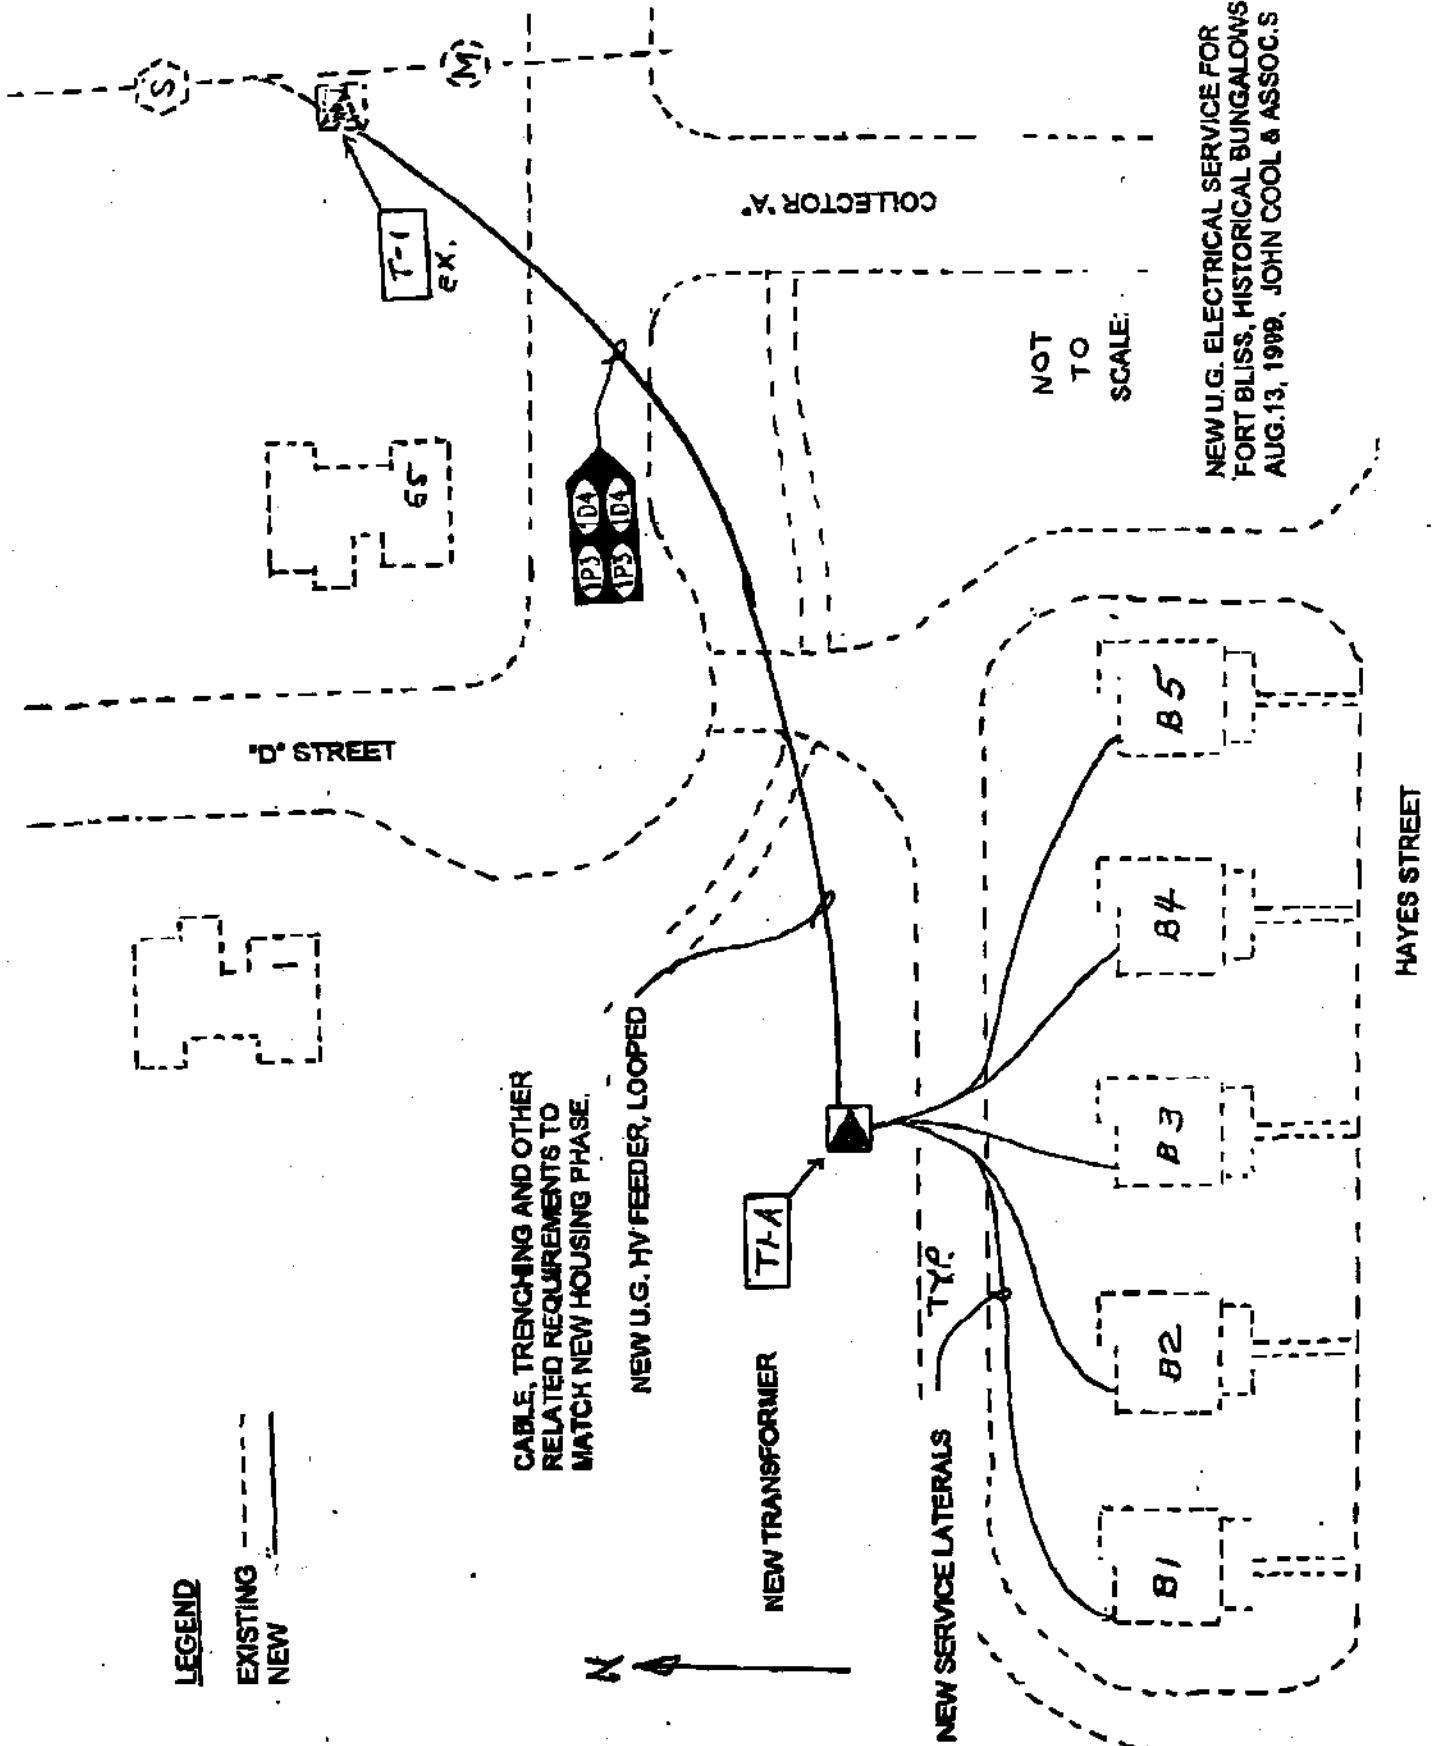 LEGEND
EXISTING
NEW
1
"D" STREET
65
S
M
T-1
ex.
CABLE, TRENCHING AND OTHER
RELATED REQUIREMENTS TO
MATCH NEW HOUSING PHASE.
NEW U.G. HV FEEDER, LOOPED
1P3 1D4
1P3 1D4
COLLECTOR "A"
NEW TRANSFORMER
T1-A
N
NEW SERVICE LATERALS
TYP.
NOT
TO
SCALE.
B1
B2
B3
B4
B5
HAYES STREET
NEW U.G. ELECTRICAL SERVICE FOR
FORT BLISS, HISTORICAL BUNGALOWS
AUG.13, 1999, JOHN COOL & ASSOC.S